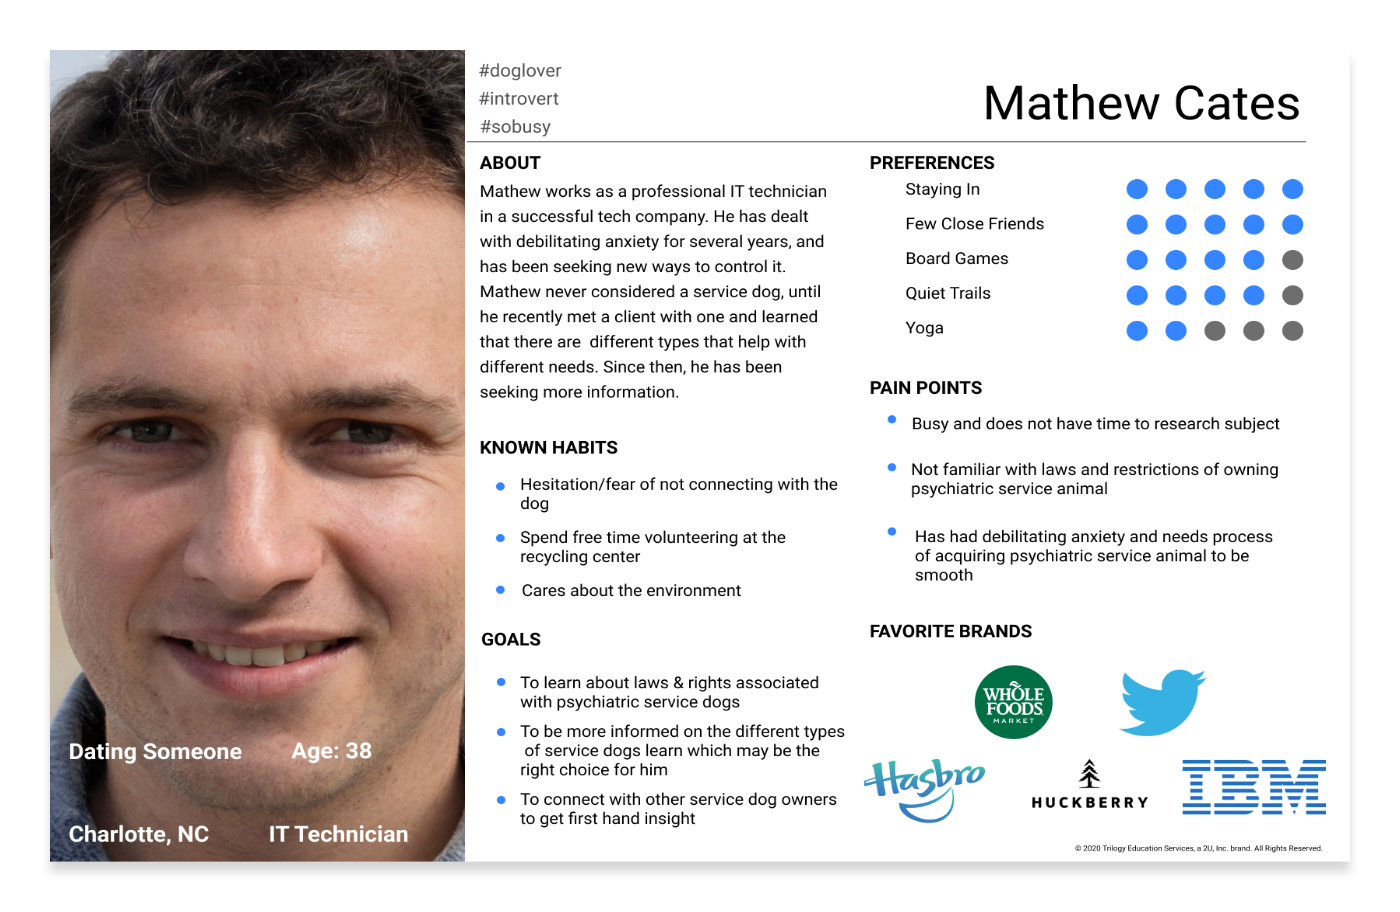 #doglover
#introvert
#sobusy
Mathew Cates
ABOUT
Mathew works as a professional IT technician
in a successful tech company. He has dealt
with debilitating anxiety for several years, and
has been seeking new ways to control it.
Mathew never considered a service dog, until
he recently met a client with one and learned
that there are  different types that help with
different needs. Since then, he has been
seeking more information.
KNOWN HABITS
Hesitation/fear of not connecting with the
dog
Spend free time volunteering at the
recycling center
Cares about the environment
GOALS
To learn about laws & rights associated
with psychiatric service dogs
To be more informed on the different types
of service dogs learn which may be the
right choice for him
To connect with other service dog owners
to get first hand insight
PREFERENCES
Staying In
Few Close Friends
Board Games
Quiet Trails
Yoga
PAIN POINTS
Busy and does not have time to research subject
Not familiar with laws and restrictions of owning
psychiatric service animal
Has had debilitating anxiety and needs process
of acquiring psychiatric service animal to be
smooth
FAVORITE BRANDS
WHOLE
FOODS
MARKET
Hasbro
HUCKBERRY
IBM
Dating Someone
Age: 38
Charlotte, NC
IT Technician
© 2020 Trilogy Education Services, a 2U, Inc. brand. All Rights Reserved.